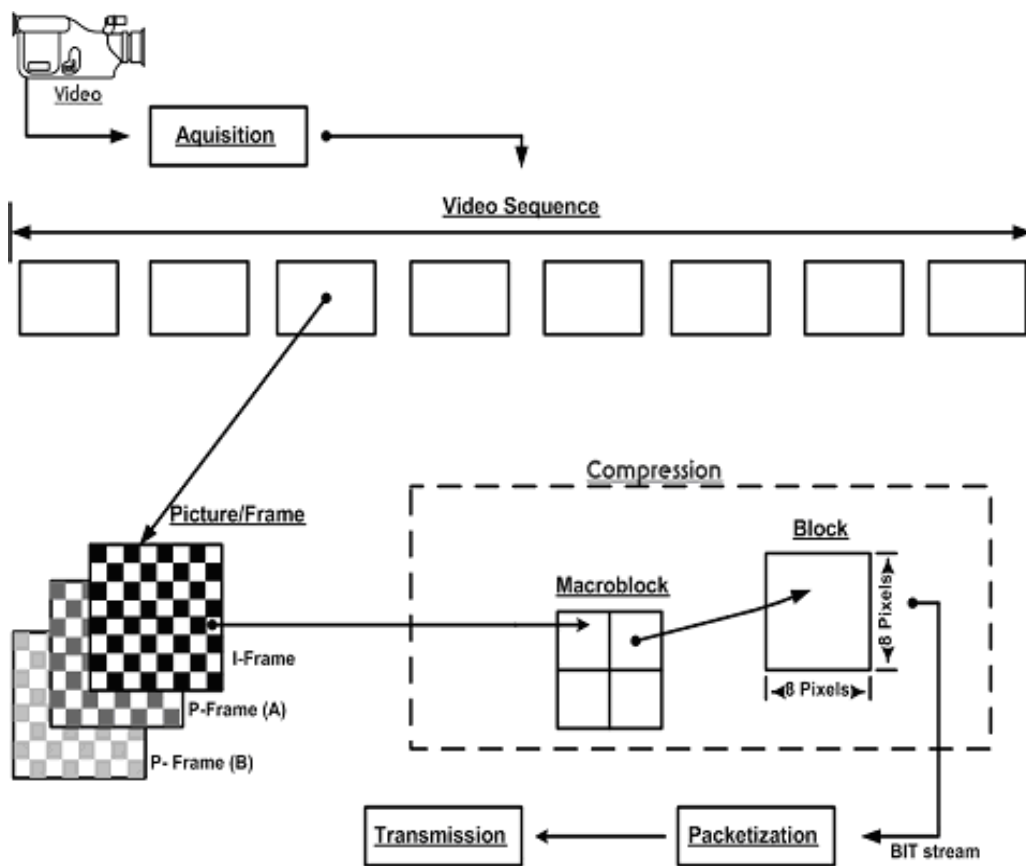 Video
Aquisition
Video Sequence
Compression
Picture/Frame
Block
Macroblock
8 Pixels
I-Frame
8 Pixels
P-Frame (A)
P- Frame (B)
Transmission
Packetization
BIT stream